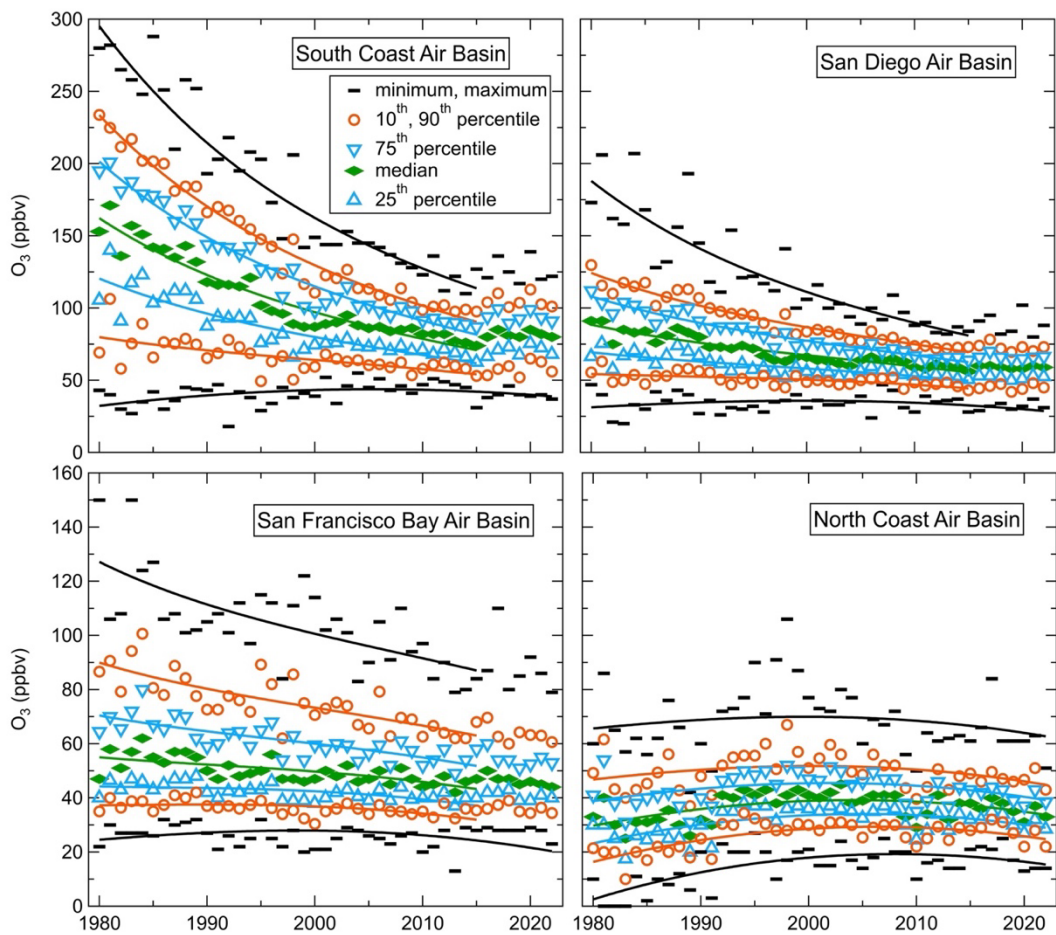 South Coast Air Basin
minimum, maximum
10th, 90th percentile
75th percentile
median
25th percentile
San Diego Air Basin
O3 (ppbv)
300
250
200
150
100
50
0
San Francisco Bay Air Basin
North Coast Air Basin
O3 (ppbv)
160
140
120
100
80
60
40
20
0
1980 1990 2000 2010 2020
1980 1990 2000 2010 2020